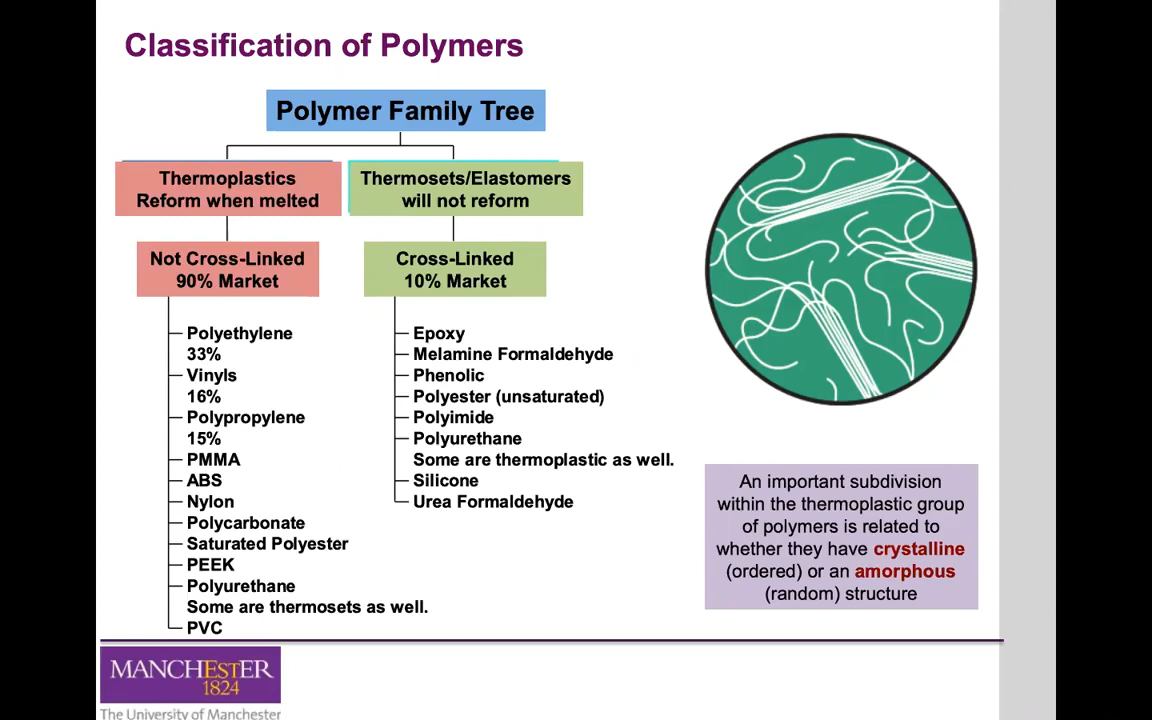 Classification of Polymers
Polymer Family Tree
Thermoplastics
Reform when melted
Thermosets/Elastomers
will not reform
Not Cross-Linked
90% Market
Cross-Linked
10% Market
Polyethylene
33%
Vinyls
16%
Polypropylene
15%
PMMA
ABS
Nylon
Polycarbonate
Saturated Polyester
PEEK
Polyurethane
Some are thermosets as well.
PVC
Epoxy
Melamine Formaldehyde
Phenolic
Polyester (unsaturated)
Polyimide
Polyurethane
Some are thermoplastic as well.
Silicone
Urea Formaldehyde
An important subdivision
within the thermoplastic group
of polymers is related to
whether they have crystalline
(ordered) or an amorphous
(random) structure
MANCHESTER
1824
The University of Manchester